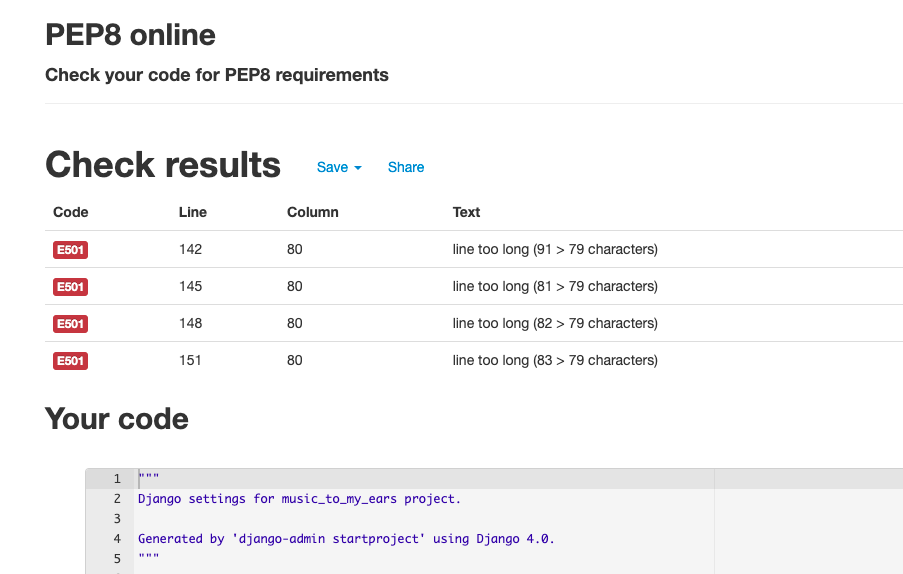 PEP8 online
Check your code for PEP8 requirements
Check results Save Share
Code Line Column Text
E501 142 80 line too long (91 > 79 characters)
E501 145 80 line too long (81 > 79 characters)
E501 148 80 line too long (82 > 79 characters)
E501 151 80 line too long (83 > 79 characters)
Your code
1 """
2 Django settings for music_to_my_ears project.
3
4 Generated by 'django-admin startproject' using Django 4.0.
5 """